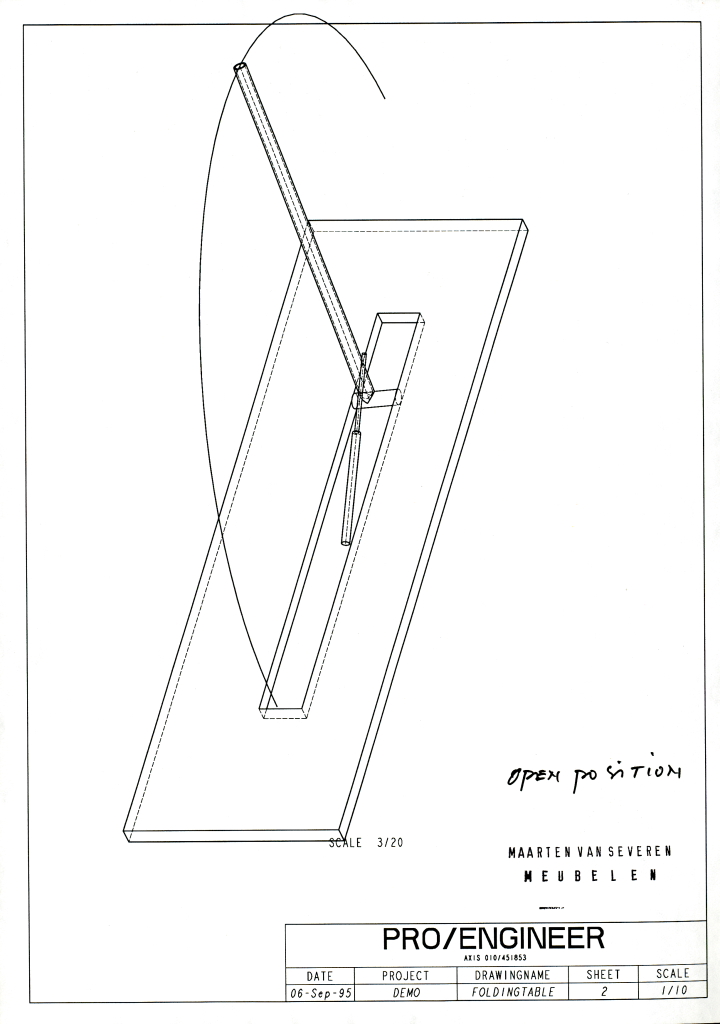 OPEN POSITION
SCALE 3/20
MAARTEN VAN SEVEREN
MEUBELEN
PRO/ENGINEER
AXIS 010/451853
DATE PROJECT DRAWINGNAME SHEET SCALE
06-Sep-95 DEMO FOLDINGTABLE 2 1/10